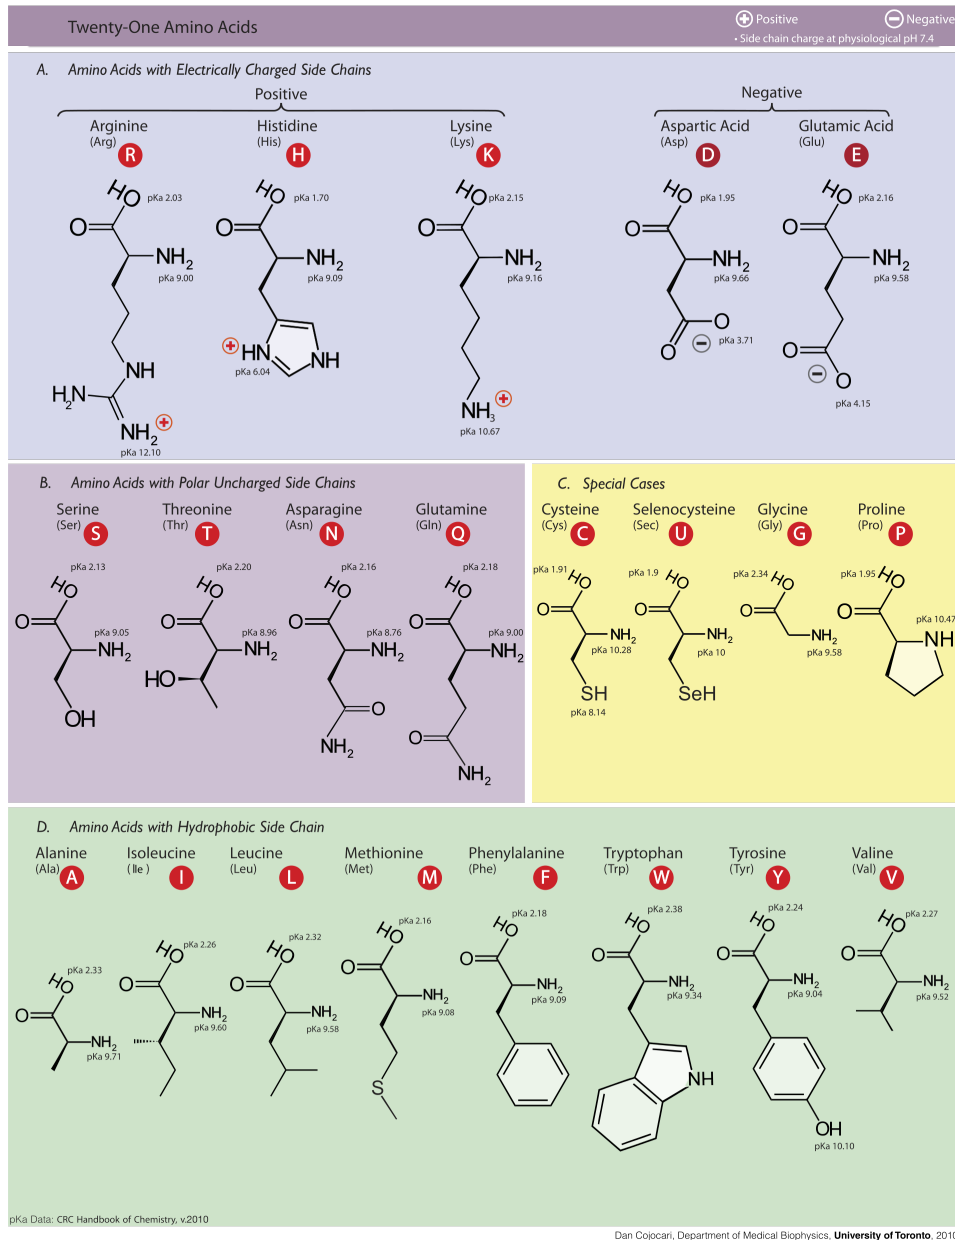 Twenty-One Amino Acids
Positive
Negative
• Side chain charge at physiological pH 7.4
A. Amino Acids with Electrically Charged Side Chains
Positive
Negative
Arginine
(Arg)
R
Histidine
(His)
H
Lysine
(Lys)
K
Aspartic Acid
(Asp)
D
Glutamic Acid
(Glu)
E
HO
pKa 2.03
O
NH2
pKa 9.00
NH
H2N
NH2
pKa 12.10
HO
pKa 1.70
O
NH2
pKa 9.09
HN
NH
pKa 6.04
HO
pKa 2.15
O
NH2
pKa 9.16
NH3
pKa 10.67
HO
pKa 1.95
O
NH2
pKa 9.66
O
O
pKa 3.71
HO
pKa 2.16
O
NH2
pKa 9.58
O
O
pKa 4.15
B. Amino Acids with Polar Uncharged Side Chains
Serine
(Ser)
S
Threonine
(Thr)
T
Asparagine
(Asn)
N
Glutamine
(Gln)
Q
pKa 2.13
HO
O
pKa 9.05
NH2
OH
pKa 2.20
HO
O
pKa 8.96
NH2
HO
pKa 2.16
HO
O
pKa 8.76
NH2
O
NH2
pKa 2.18
HO
O
pKa 9.00
NH2
O
NH2
C. Special Cases
Cysteine
(Cys)
C
Selenocysteine
(Sec)
U
Glycine
(Gly)
G
Proline
(Pro)
P
pKa 1.91
HO
O
NH2
pKa 10.28
SH
pKa 8.14
pKa 1.9
HO
O
NH2
pKa 10
SeH
pKa 2.34
HO
O
NH2
pKa 9.58
pKa 1.95
HO
O
pKa 10.47
NH
D. Amino Acids with Hydrophobic Side Chain
Alanine
(Ala)
A
Isoleucine
(Ile)
I
Leucine
(Leu)
L
Methionine
(Met)
M
Phenylalanine
(Phe)
F
Tryptophan
(Trp)
W
Tyrosine
(Tyr)
Y
Valine
(Val)
V
pKa 2.33
HO
O
NH2
pKa 9.71
pKa 2.26
HO
O
NH2
pKa 9.60
pKa 2.32
HO
O
NH2
pKa 9.58
pKa 2.16
HO
O
NH2
pKa 9.08
S
pKa 2.18
HO
O
NH2
pKa 9.09
pKa 2.38
HO
O
NH2
pKa 9.34
NH
pKa 2.24
HO
O
NH2
pKa 9.04
OH
pKa 10.10
pKa 2.27
HO
O
NH2
pKa 9.52
pKa Data: CRC Handbook of Chemistry, v.2010
Dan Cojocari, Department of Medical Biophysics, University of Toronto, 2010